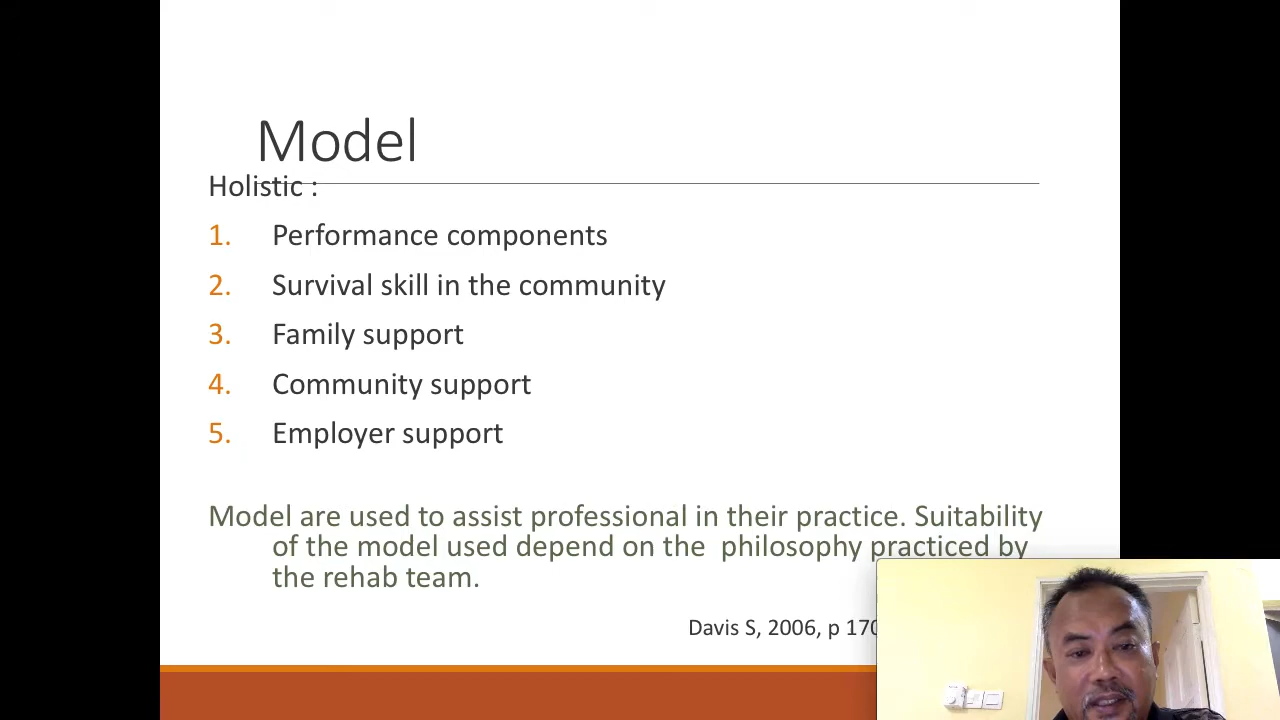 Model
Holistic :
1. Performance components
2. Survival skill in the community
3. Family support
4. Community support
5. Employer support
Model are used to assist professional in their practice. Suitability
of the model used depend on the philosophy practiced by
the rehab team.
Davis S, 2006, p 170